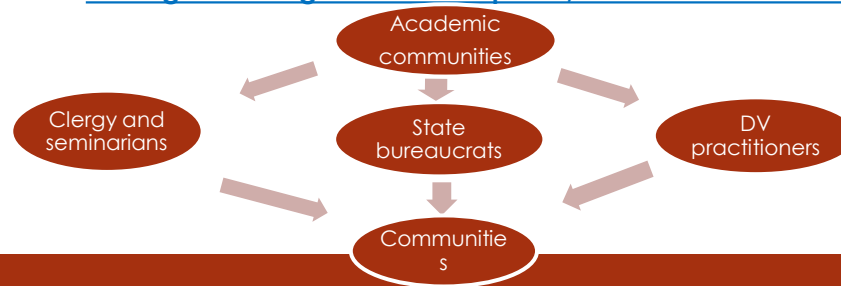 Academic
communities
Clergy and
seminarians
State
bureaucrats
DV
practitioners
Communitie
s